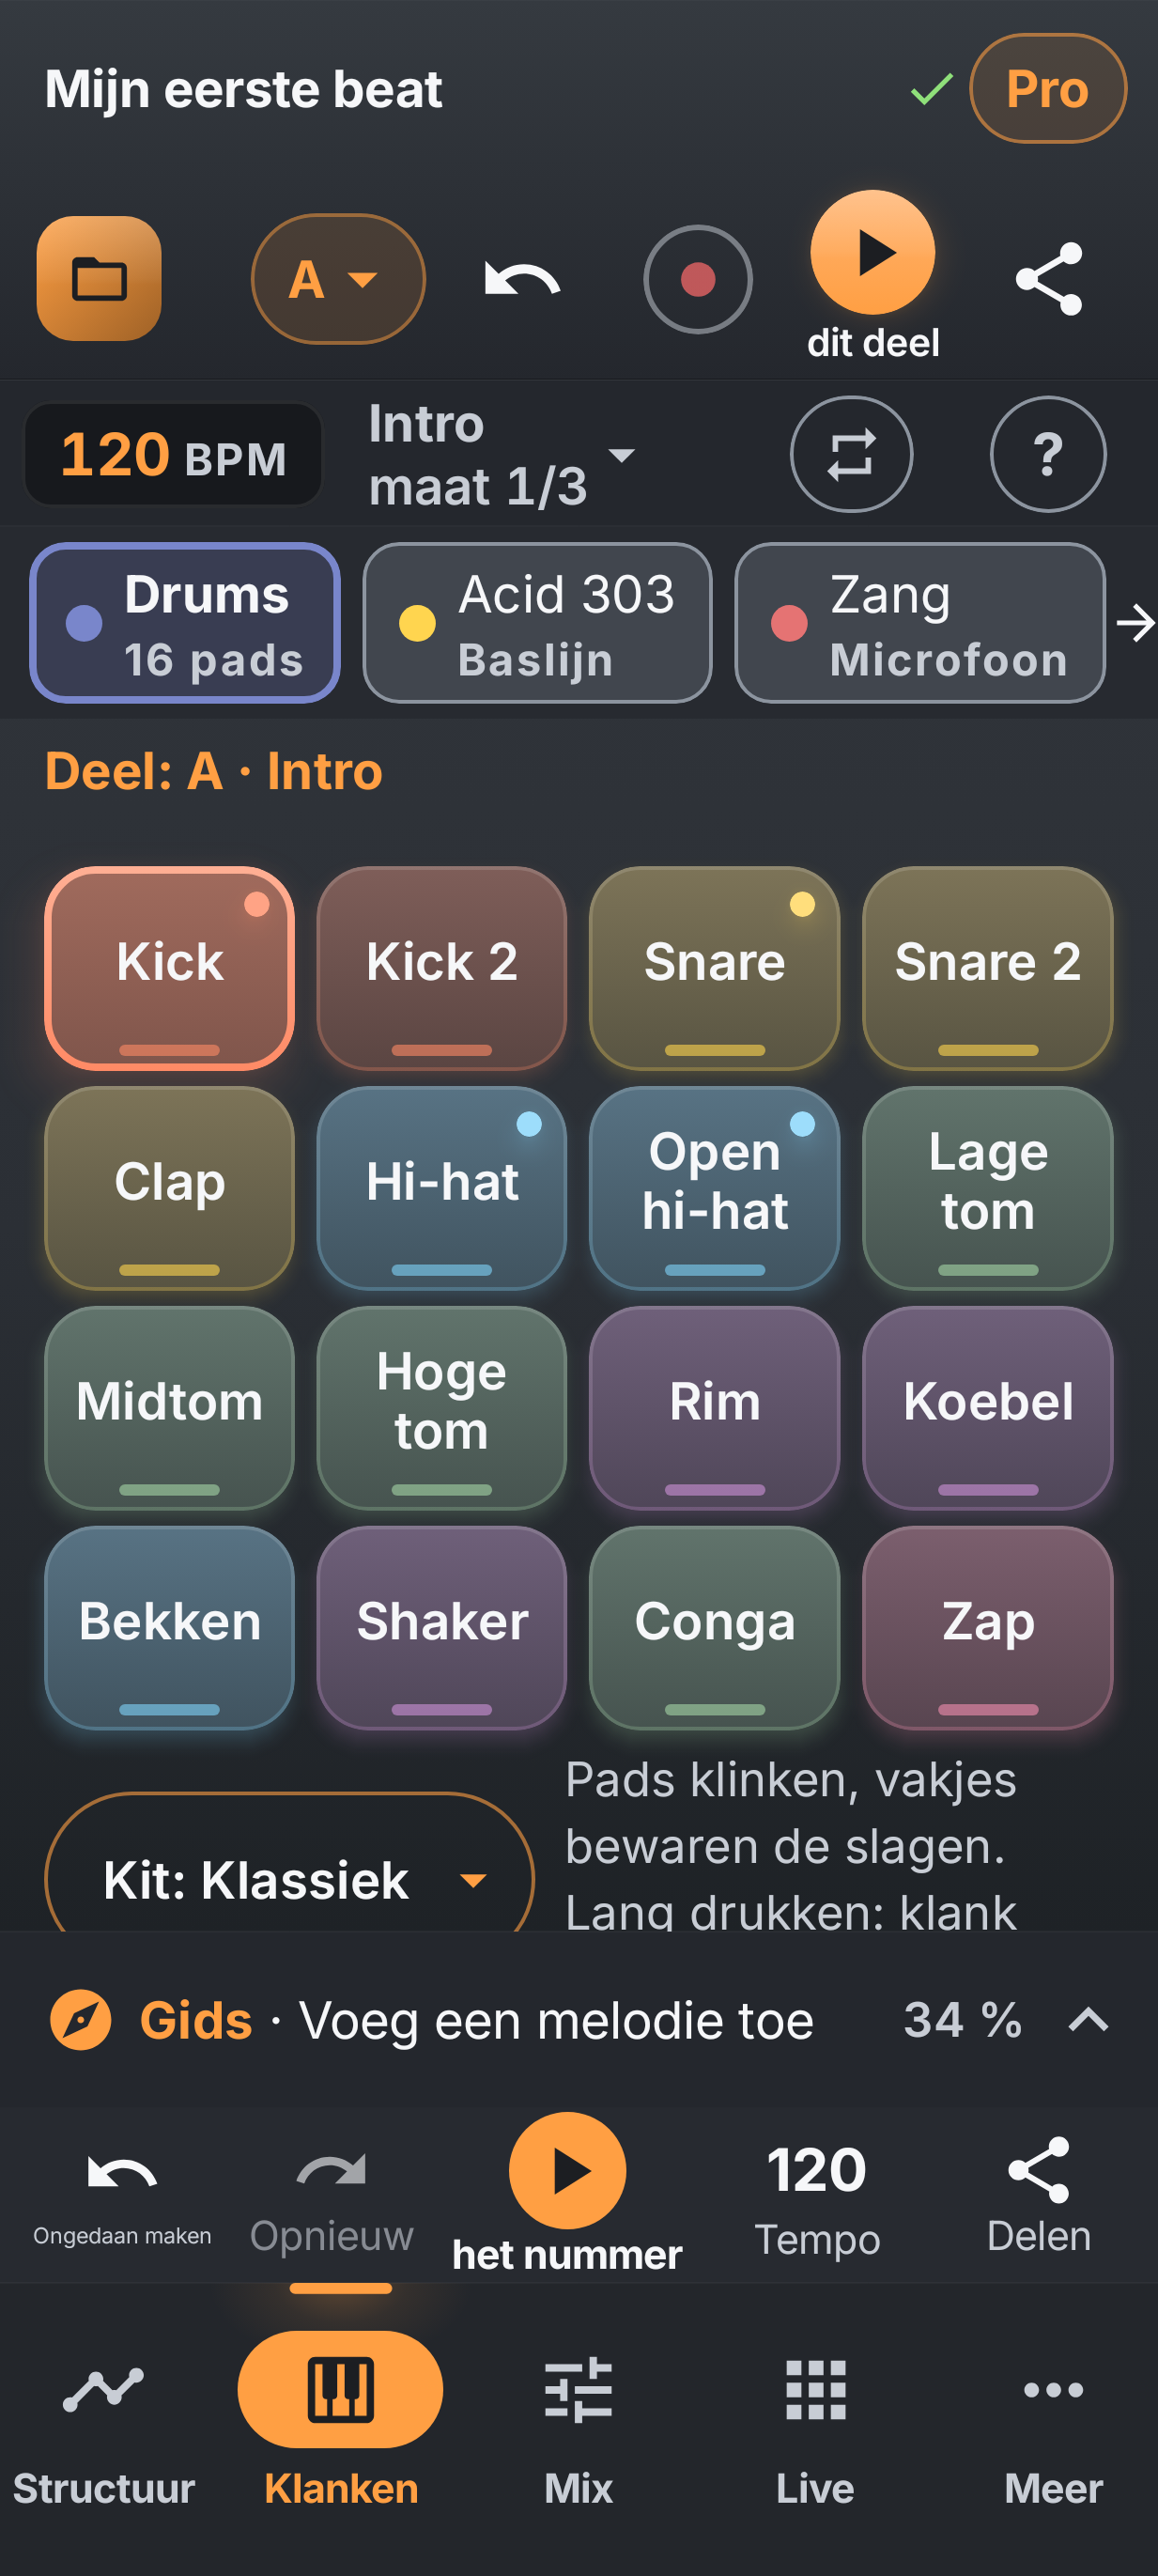 Mijn eerste beat
Pro
A
dit deel
120 BPM
Intro
maat 1/3
?
Drums
16 pads
Acid 303
Baslijn
Zang
Microfoon
Deel: A · Intro
Kick
Kick 2
Snare
Snare 2
Clap
Hi-hat
Open
hi-hat
Lage
tom
Midtom
Hoge
tom
Rim
Koebel
Bekken
Shaker
Conga
Zap
Kit: Klassiek
Pads klinken, vakjes
bewaren de slagen.
Lang drukken: klank
Gids · Voeg een melodie toe
34 %
Ongedaan maken
Opnieuw
het nummer
120
Tempo
Delen
Structuur
Klanken
Mix
Live
Meer